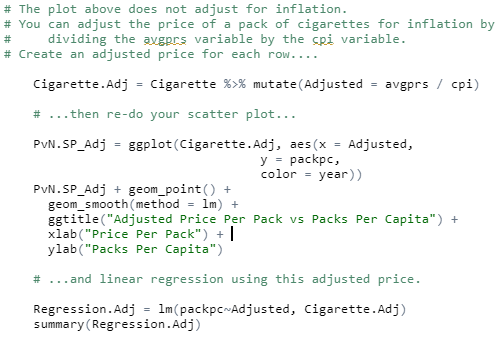 # The plot above does not adjust for inflation.
# You can adjust the price of a pack of cigarettes for inflation by
#     dividing the avgprs variable by the cpi variable.
# Create an adjusted price for each row....
Cigarette.Adj = Cigarette %>% mutate(Adjusted = avgprs / cpi)
# ...then re-do your scatter plot...
PvN.SP_Adj = ggplot(Cigarette.Adj, aes(x = Adjusted,
y = packpc,
color = year))
PvN.SP_Adj + geom_point() +
geom_smooth(method = lm) +
ggtitle("Adjusted Price Per Pack vs Packs Per Capita") +
xlab("Price Per Pack") +
ylab("Packs Per Capita")
# ...and linear regression using this adjusted price.
Regression.Adj = lm(packpc~Adjusted, Cigarette.Adj)
summary(Regression.Adj)